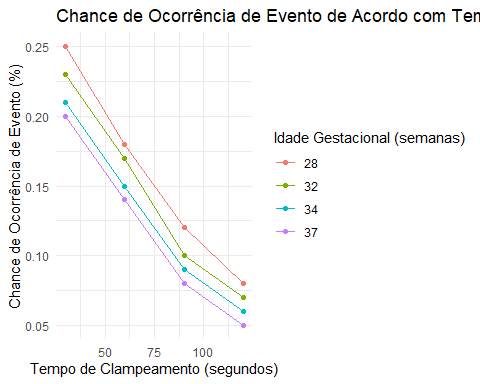 Chance de Ocorrência de Evento de Acordo com Tem
Chance de Ocorrência de Evento (%)
0.25
0.20
0.15
0.10
0.05
50 75 100
Tempo de Clampeamento (segundos)
Idade Gestacional (semanas)
28
32
34
37